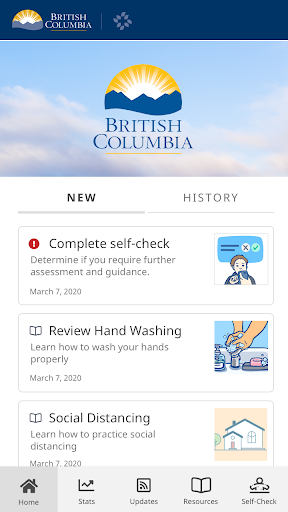 BRITISH
COLUMBIA
BRITISH
COLUMBIA
NEW HISTORY
Complete self-check
Determine if you require further
assessment and guidance.
March 7, 2020
Review Hand Washing
Learn how to wash your hands
properly
March 7, 2020
Social Distancing
Learn how to practice social
distancing
March 7, 2020
Home Stats Updates Resources Self-Check